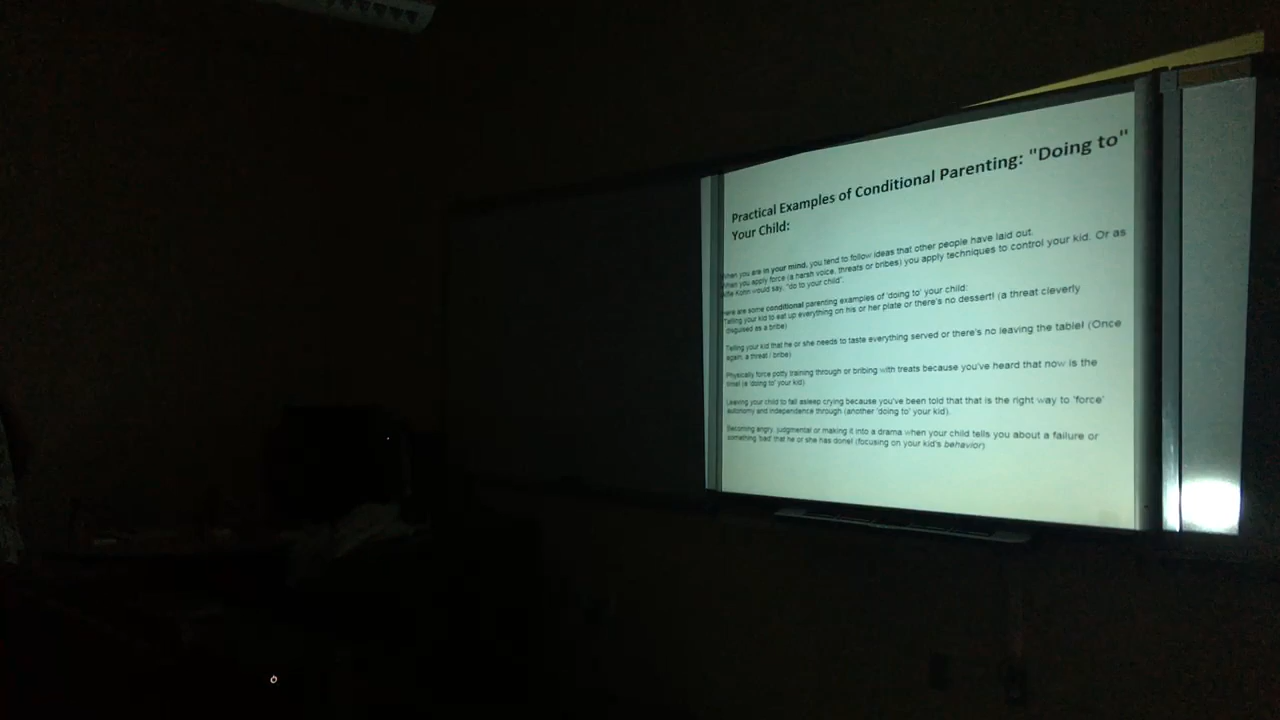 Practical Examples of Conditional Parenting: "Doing to"
Your Child:
When you are in your mind, you tend to follow ideas that other people have laid out.
When you apply force (a harsh voice, threats or bribes) you apply techniques to control your kid. Or as
Alfie Kohn would say, "do to your child".
Here are some conditional parenting examples of 'doing to' your child:
Telling your kid to eat up everything on his or her plate or there's no dessert! (a threat cleverly
disguised as a bribe)
Telling your kid that he or she needs to taste everything served or there's no leaving the table! (Once
again, a threat / bribe)
Physically force potty training through or bribing with treats because you've heard that now is the
time! (a 'doing to' your kid)
Leaving your child to fall asleep crying because you've been told that that is the right way to 'force'
autonomy and independence through (another 'doing to' your kid).
Becoming angry, judgmental or making it into a drama when your child tells you about a failure or
something 'bad' that he or she has done! (focusing on your kid's behavior)